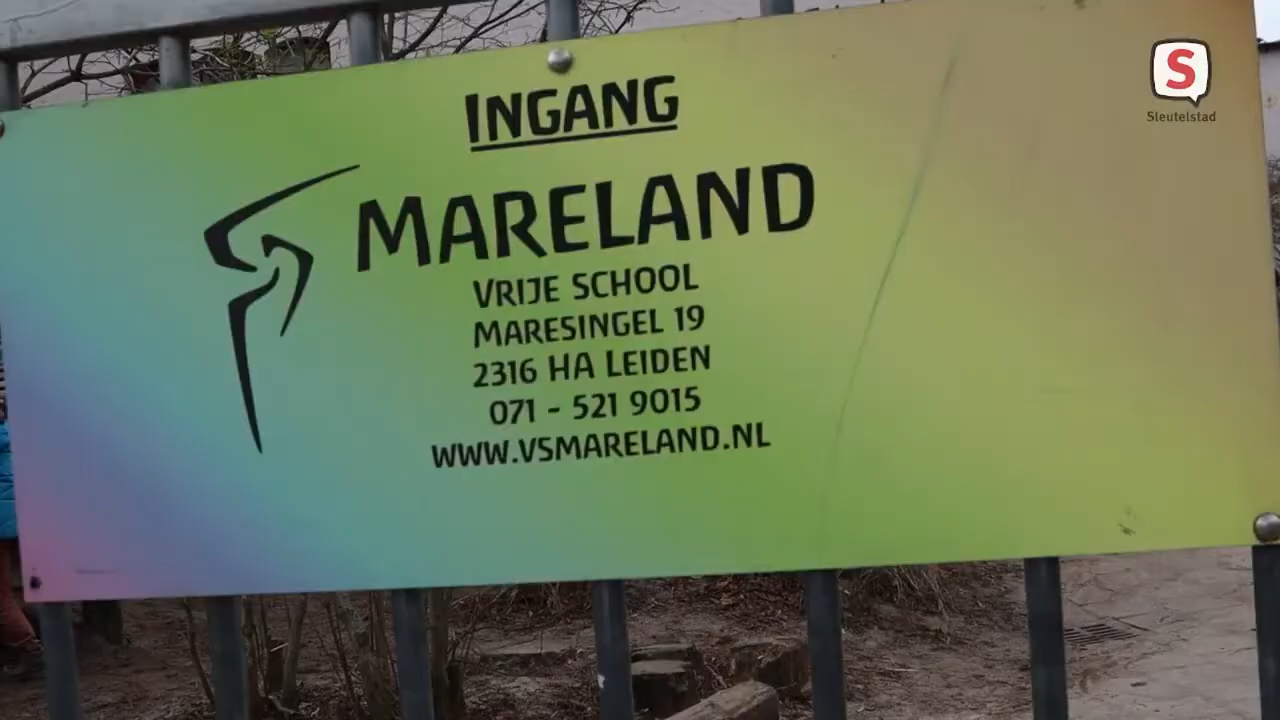 INGANG
MARELAND
VRIJE SCHOOL
MARESINGEL 19
2316 HA LEIDEN
071 - 521 9015
WWW.VSMARELAND.NL
S
Sleutelstad